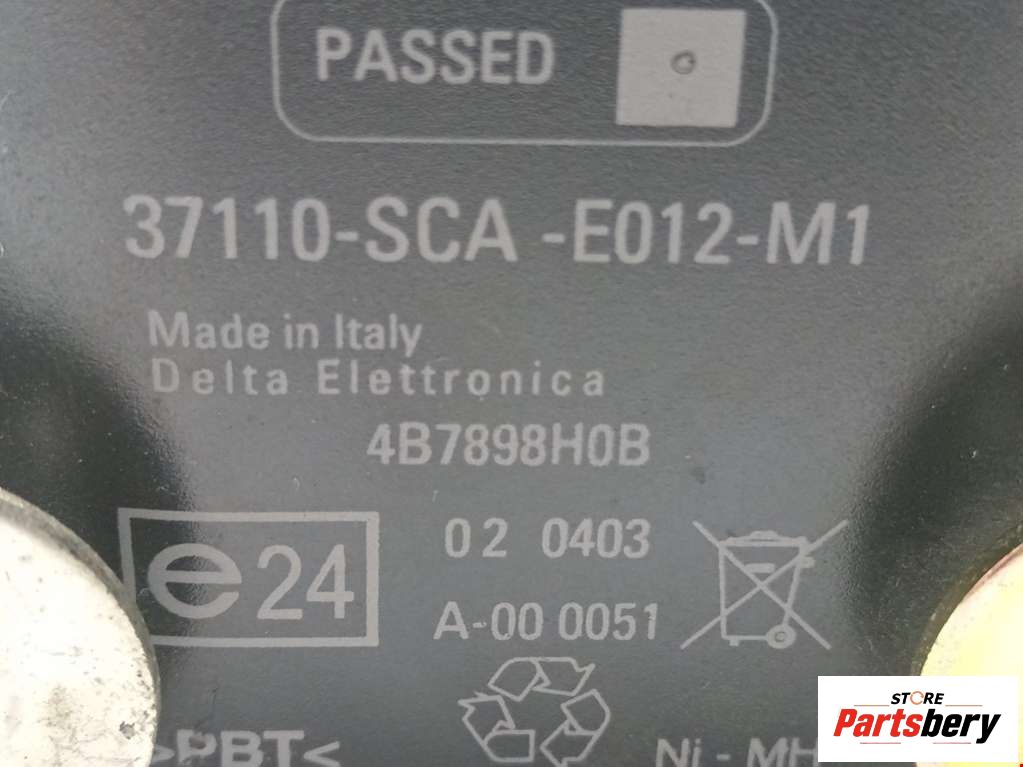 PASSED
37110-SCA -E012-M1
Made in Italy
Delta Elettronica
4B7898H0B
e24
02 0403
A-00 0051
>PBT<
Ni - MH
STORE
Partsbery